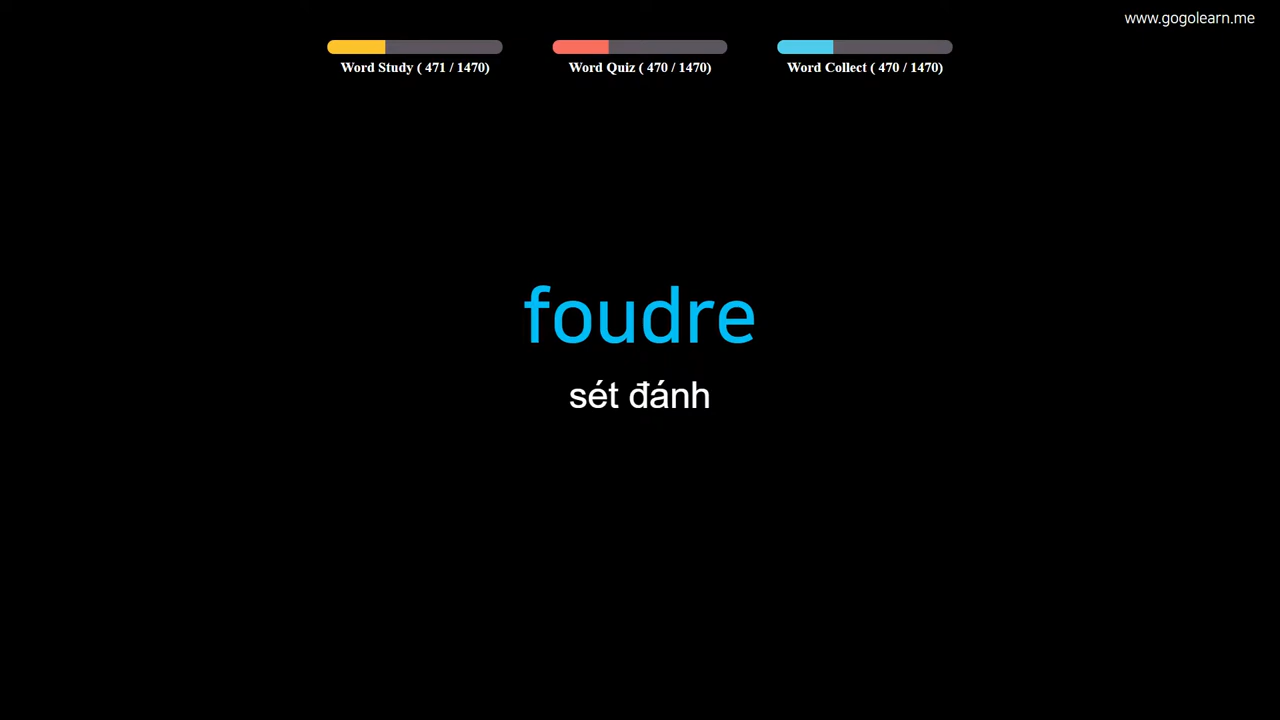 www.gogolearn.me
Word Study ( 471 / 1470)
Word Quiz ( 470 / 1470)
Word Collect ( 470 / 1470)
foudre
sét đánh